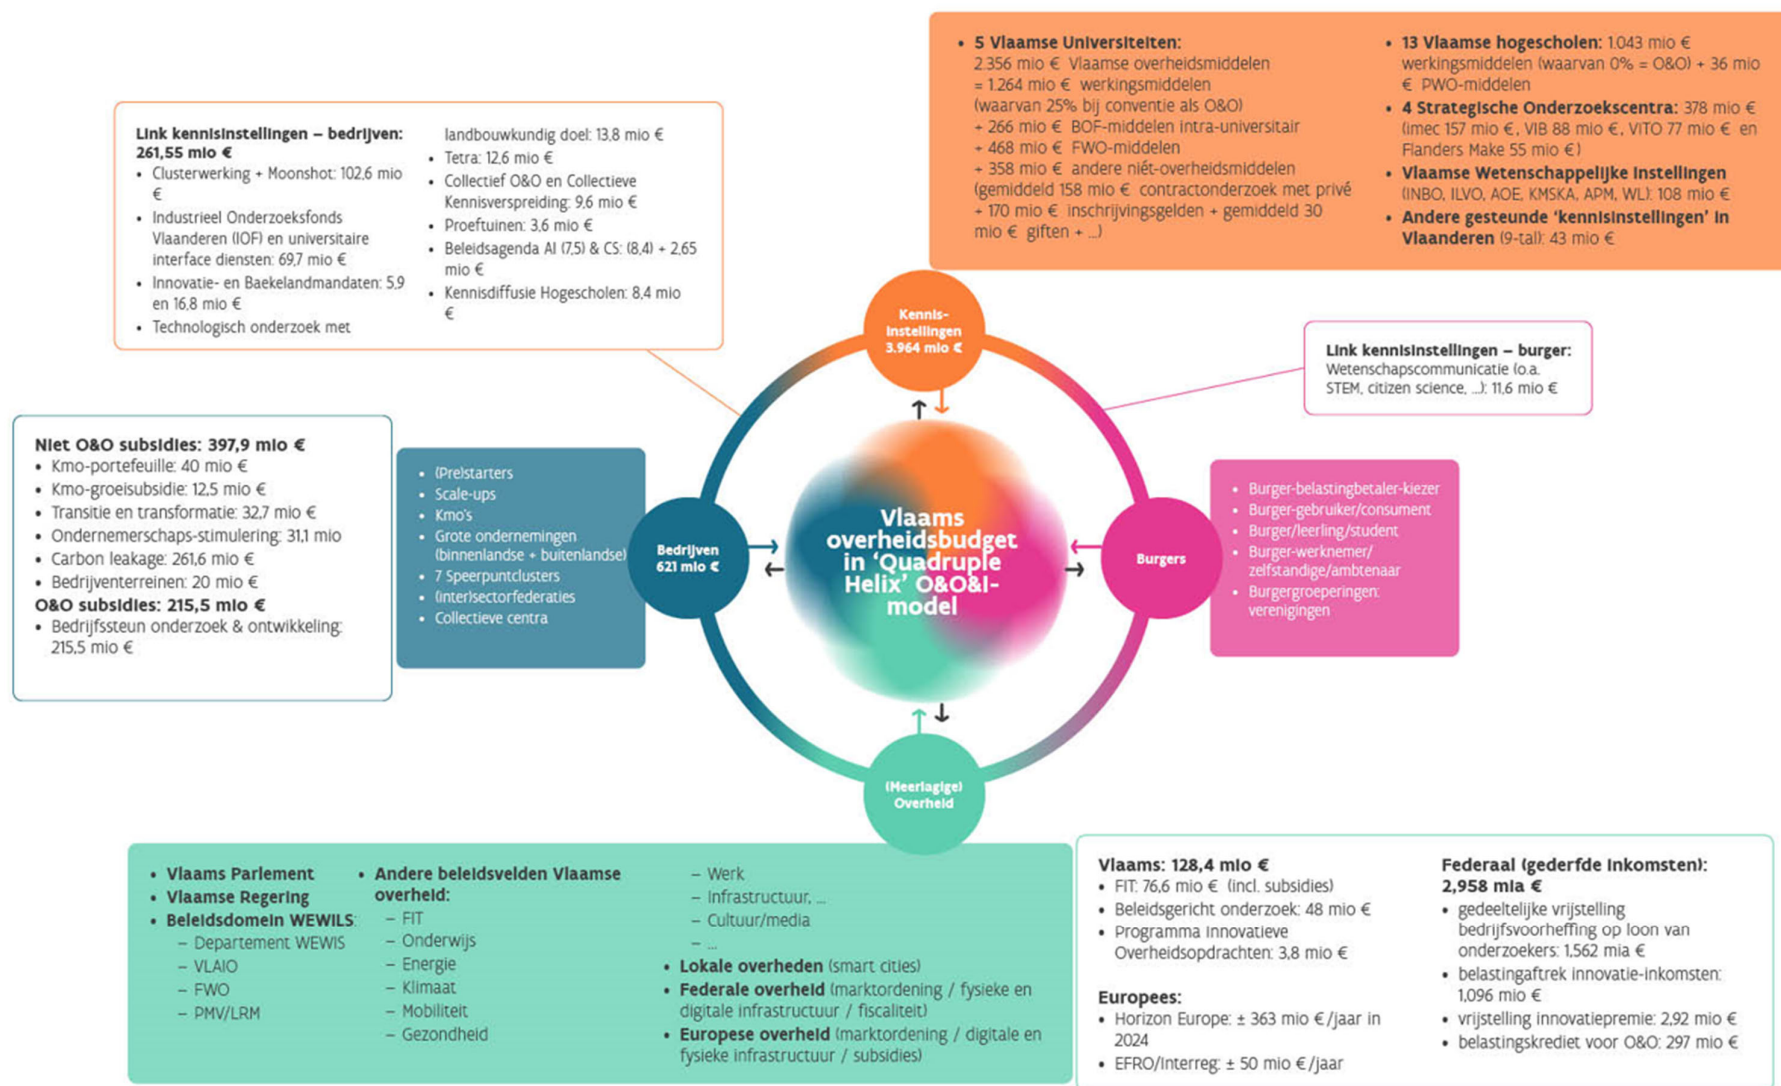 • 5 Vlaamse Universiteiten:
2.356 mio € Vlaamse overheidsmiddelen
= 1.264 mio € werkingsmiddelen
(waarvan 25% bij conventie als O&O)
+ 266 mio € BOF-middelen intra-universitair
+ 468 mio € FWO-middelen
+ 358 mio € andere niét-overheidsmiddelen
(gemiddeld 158 mio € contractonderzoek met privé
+ 170 mio € inschrijvingsgelden + gemiddeld 30
mio € giften + ...)
• 13 Vlaamse hogescholen: 1.043 mio €
werkingsmiddelen (waarvan 0% = O&O) + 36 mio
€ PWO-middelen
• 4 Strategische Onderzoekscentra: 378 mio €
(imec 157 mio €, VIB 88 mio €, VITO 77 mio € en
Flanders Make 55 mio €)
• Vlaamse Wetenschappelijke Instellingen
(INBO, ILVO, AOE, KMSKA, APM, WL): 108 mio €
• Andere gesteunde ‘kennisinstellingen’ in
Vlaanderen (9-tal): 43 mio €
Link kennisinstellingen – bedrijven:
261,55 mio €
• Clusterwerking + Moonshot: 102,6 mio
€
• Industrieel Onderzoeksfonds
Vlaanderen (IOF) en universitaire
interface diensten: 69,7 mio €
• Innovatie- en Baekelandmandaten: 5,9
en 16,8 mio €
• Technologisch onderzoek met
landbouwkundig doel: 13,8 mio €
• Tetra: 12,6 mio €
• Collectief O&O en Collectieve
Kennisverspreiding: 9,6 mio €
• Proeftuinen: 3,6 mio €
• Beleidsagenda AI (7,5) & CS: (8,4) + 2,65
mio €
• Kennisdiffusie Hogescholen: 8,4 mio
€
Kennis-
instellingen
3.964 mio €
Link kennisinstellingen – burger:
Wetenschapscommunicatie (o.a.
STEM, citizen science, ...): 11,6 mio €
Niet O&O subsidies: 397,9 mio €
• Kmo-portefeuille: 40 mio €
• Kmo-groeisubsidie: 12,5 mio €
• Transitie en transformatie: 32,7 mio €
• Ondernemerschaps-stimulering: 31,1 mio
• Carbon leakage: 261,6 mio €
• Bedrijventerreinen: 20 mio €
O&O subsidies: 215,5 mio €
• Bedrijfssteun onderzoek & ontwikkeling:
215,5 mio €
• (Pre)starters
• Scale-ups
• Kmo's
• Grote ondernemingen
(binnenlandse + buitenlandse)
• 7 Speerpuntclusters
• (inter)sectorfederaties
• Collectieve centra
Bedrijven
621 mio €
Vlaams
overheidsbudget
in ‘Quadruple
Helix’ O&O&I-
model
Burgers
• Burger-belastingbetaler-kiezer
• Burger-gebruiker/consument
• Burger/leerling/student
• Burger-werknemer/
zelfstandige/ambtenaar
• Burgergroeperingen:
verenigingen
(Meerlagige)
Overheid
• Vlaams Parlement
• Vlaamse Regering
• Beleidsdomein WEWILS:
– Departement WEWIS
– VLAIO
– FWO
– PMV/LRM
• Andere beleidsvelden Vlaamse
overheid:
– FIT
– Onderwijs
– Energie
– Klimaat
– Mobiliteit
– Gezondheid
– Werk
– Infrastructuur, ...
– Cultuur/media
– ...
• Lokale overheden (smart cities)
• Federale overheid (marktordening / fysieke en
digitale infrastructuur / fiscaliteit)
• Europese overheid (marktordening / digitale en
fysieke infrastructuur / subsidies)
Vlaams: 128,4 mio €
• FIT: 76,6 mio € (incl. subsidies)
• Beleidsgericht onderzoek: 48 mio €
• Programma Innovatieve
Overheidsopdrachten: 3,8 mio €
Europees:
• Horizon Europe: ± 363 mio €/jaar in
2024
• EFRO/Interreg: ± 50 mio €/jaar
Federaal (gederfde inkomsten):
2,958 mia €
• gedeeltelijke vrijstelling
bedrijfsvoorheffing op loon van
onderzoekers: 1,562 mia €
• belastingaftrek innovatie-inkomsten:
1,096 mio €
• vrijstelling innovatiepremie: 2,92 mio €
• belastingskrediet voor O&O: 297 mio €